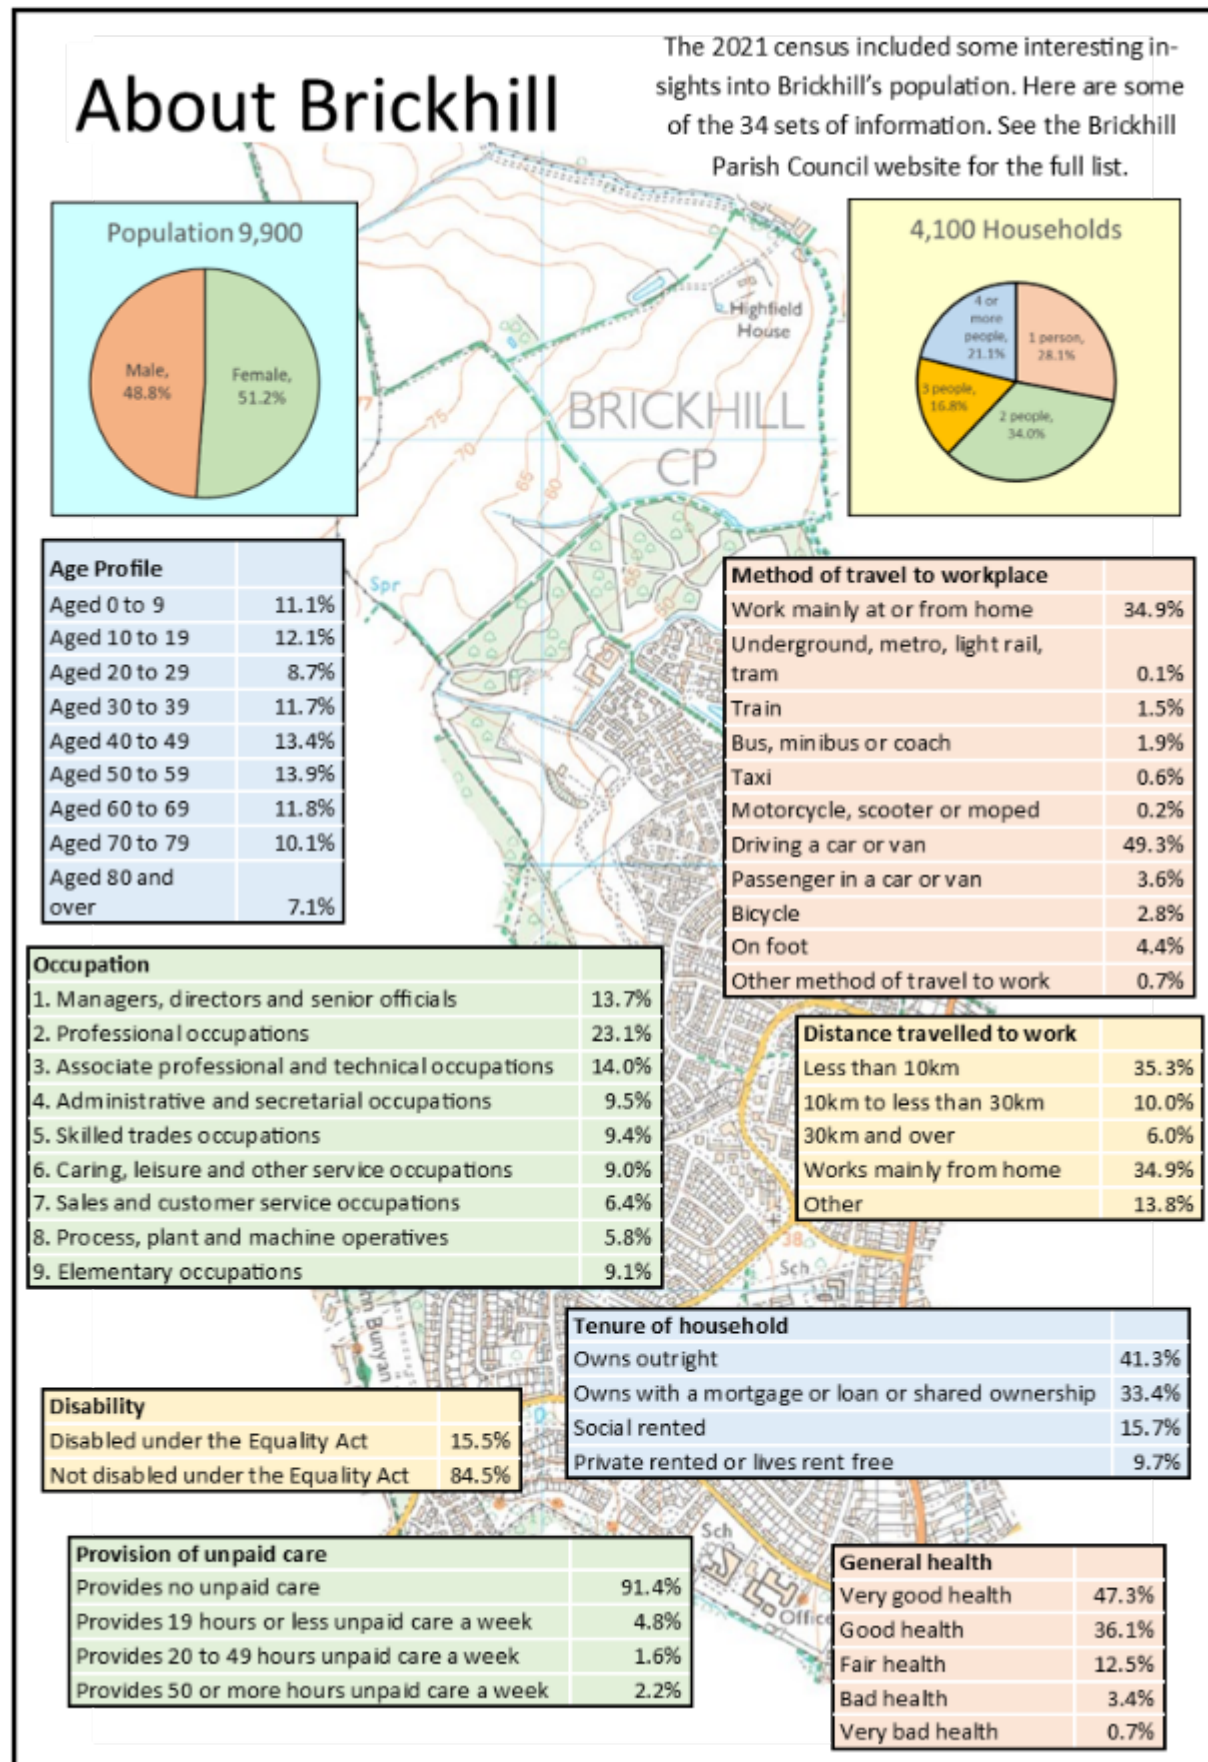 About Brickhill
The 2021 census included some interesting in-
sights into Brickhill's population. Here are some
of the 34 sets of information. See the Brickhill
Parish Council website for the full list.
Population 9,900
Male,
48.8%
Female,
51.2%
4,100 Households
4 or
more
people,
21.1%
1 person,
28.1%
3 people,
16.8%
2 people,
34.0%
Highfield
House
BRICKHILL
CP
75
70
65
60
55
50
Spr
Age Profile
Aged 0 to 9 11.1%
Aged 10 to 19 12.1%
Aged 20 to 29 8.7%
Aged 30 to 39 11.7%
Aged 40 to 49 13.4%
Aged 50 to 59 13.9%
Aged 60 to 69 11.8%
Aged 70 to 79 10.1%
Aged 80 and
over 7.1%
Method of travel to workplace
Work mainly at or from home 34.9%
Underground, metro, light rail,
tram 0.1%
Train 1.5%
Bus, minibus or coach 1.9%
Taxi 0.6%
Motorcycle, scooter or moped 0.2%
Driving a car or van 49.3%
Passenger in a car or van 3.6%
Bicycle 2.8%
On foot 4.4%
Other method of travel to work 0.7%
Occupation
1. Managers, directors and senior officials 13.7%
2. Professional occupations 23.1%
3. Associate professional and technical occupations 14.0%
4. Administrative and secretarial occupations 9.5%
5. Skilled trades occupations 9.4%
6. Caring, leisure and other service occupations 9.0%
7. Sales and customer service occupations 6.4%
8. Process, plant and machine operatives 5.8%
9. Elementary occupations 9.1%
Distance travelled to work
Less than 10km 35.3%
10km to less than 30km 10.0%
30km and over 6.0%
Works mainly from home 34.9%
Other 13.8%
38
Sch
Bunyan
Tenure of household
Owns outright 41.3%
Owns with a mortgage or loan or shared ownership 33.4%
Social rented 15.7%
Private rented or lives rent free 9.7%
Disability
Disabled under the Equality Act 15.5%
Not disabled under the Equality Act 84.5%
Sch
Office
Provision of unpaid care
Provides no unpaid care 91.4%
Provides 19 hours or less unpaid care a week 4.8%
Provides 20 to 49 hours unpaid care a week 1.6%
Provides 50 or more hours unpaid care a week 2.2%
General health
Very good health 47.3%
Good health 36.1%
Fair health 12.5%
Bad health 3.4%
Very bad health 0.7%